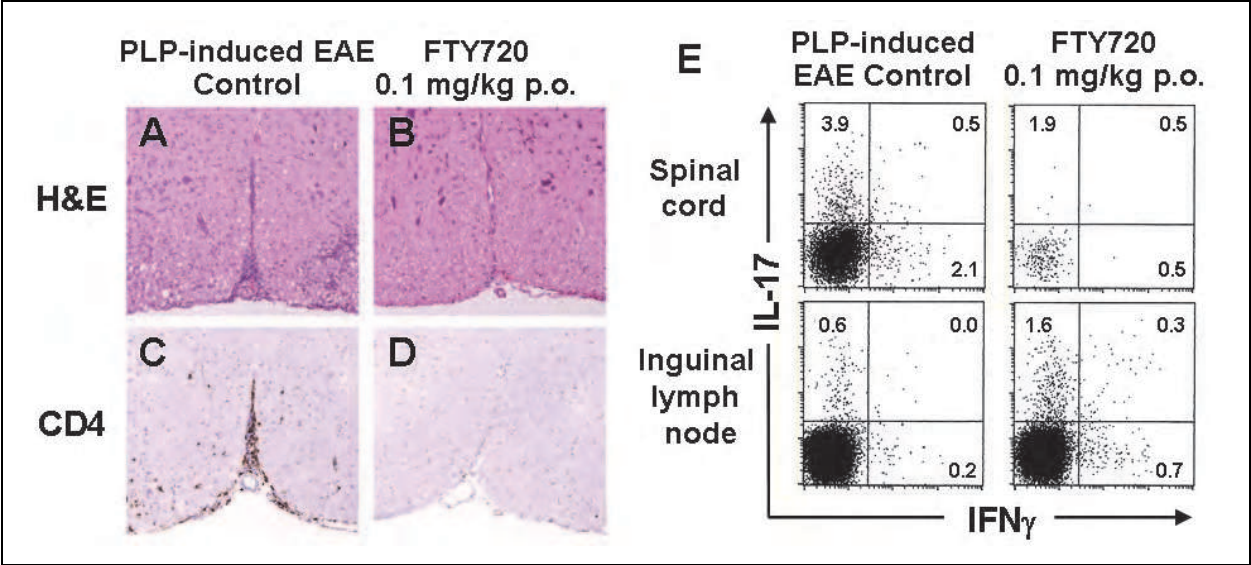 PLP-induced EAE
Control
FTY720
0.1 mg/kg p.o.
H&E
A
B
CD4
C
D
E
PLP-induced
EAE Control
FTY720
0.1 mg/kg p.o.
Spinal
cord
3.9
0.5
2.1
1.9
0.5
0.5
Inguinal
lymph
node
0.6
0.0
0.2
1.6
0.3
0.7
IL-17
IFNγ